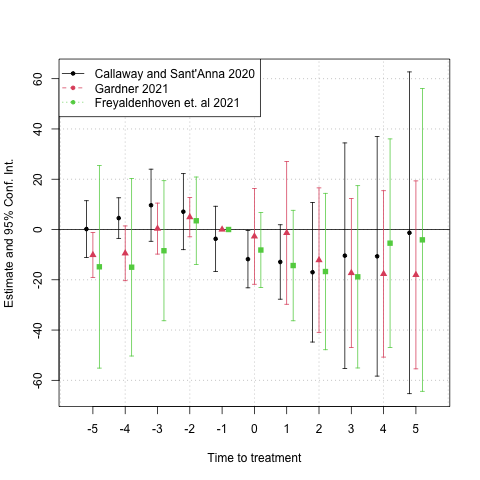 Callaway and Sant'Anna 2020
Gardner 2021
Freyaldenhoven et. al 2021
Estimate and 95% Conf. Int.
60
40
20
0
-20
-40
-60
-5 -4 -3 -2 -1 0 1 2 3 4 5
Time to treatment